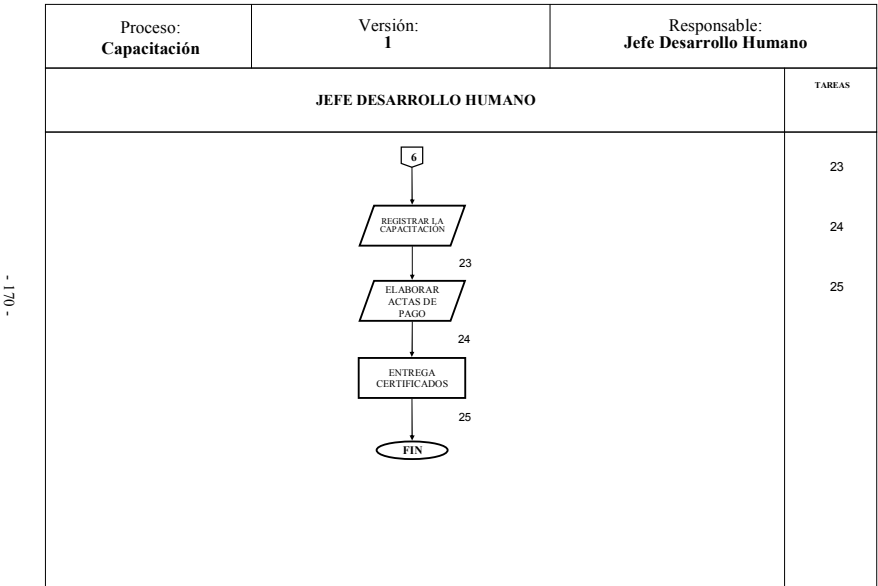 Proceso:
Capacitación
Versión:
1
Responsable:
Jefe Desarrollo Humano
JEFE DESARROLLO HUMANO
TAREAS
6
23
REGISTRAR LA
CAPACITACIÓN
24
23
ELABORAR
ACTAS DE
PAGO
25
24
ENTREGA
CERTIFICADOS
25
FIN
- 170 -